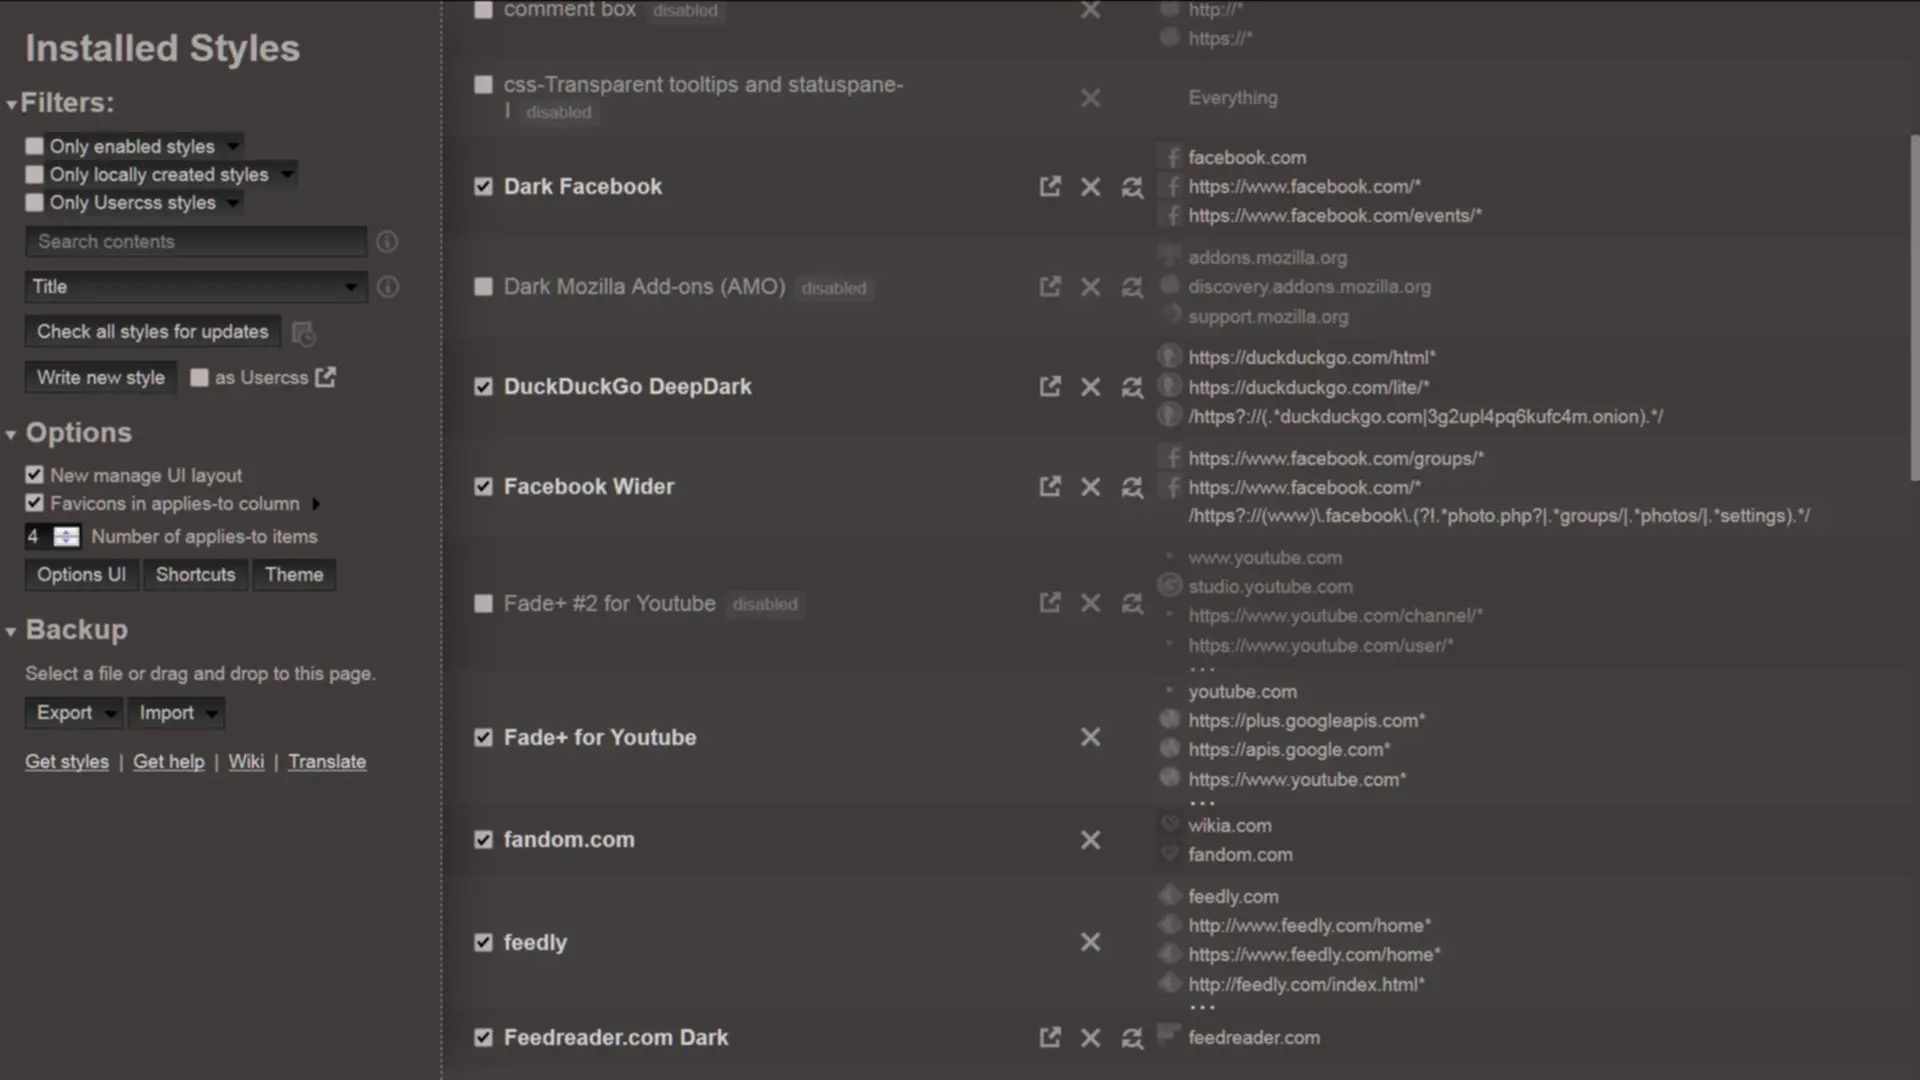 Installed Styles
Filters:
Only enabled styles
Only locally created styles
Only Usercss styles
Search contents
Title
Check all styles for updates
Write new style as Usercss
Options
New manage UI layout
Favicons in applies-to column
4 Number of applies-to items
Options UI Shortcuts Theme
Backup
Select a file or drag and drop to this page.
Export Import
Get styles | Get help | Wiki | Translate
comment box disabled
http://*
https://*
css-Transparent tooltips and statuspane-
l disabled
Everything
Dark Facebook
facebook.com
https://www.facebook.com/*
https://www.facebook.com/events/*
Dark Mozilla Add-ons (AMO) disabled
addons.mozilla.org
discovery.addons.mozilla.org
support.mozilla.org
DuckDuckGo DeepDark
https://duckduckgo.com/html*
https://duckduckgo.com/lite/*
/https?://(.*duckduckgo.com|3g2upl4pq6kufc4m.onion).*/
Facebook Wider
https://www.facebook.com/groups/*
https://www.facebook.com/*
/https?://(www)\.facebook\.(?!.*photo.php?|.*groups/|.*photos/|.*settings).*/
Fade+ #2 for Youtube disabled
www.youtube.com
studio.youtube.com
https://www.youtube.com/channel/*
https://www.youtube.com/user/*
...
Fade+ for Youtube
youtube.com
https://plus.googleapis.com*
https://apis.google.com*
https://www.youtube.com*
...
fandom.com
wikia.com
fandom.com
feedly
feedly.com
http://www.feedly.com/home*
https://www.feedly.com/home*
http://feedly.com/index.html*
...
Feedreader.com Dark
feedreader.com